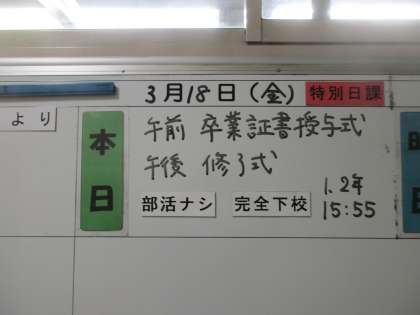 3月18日(金) 特別日課
より
本日
午前 卒業証書授与式
午後 修了式
1.2年
部活ナシ 完全下校 15:55